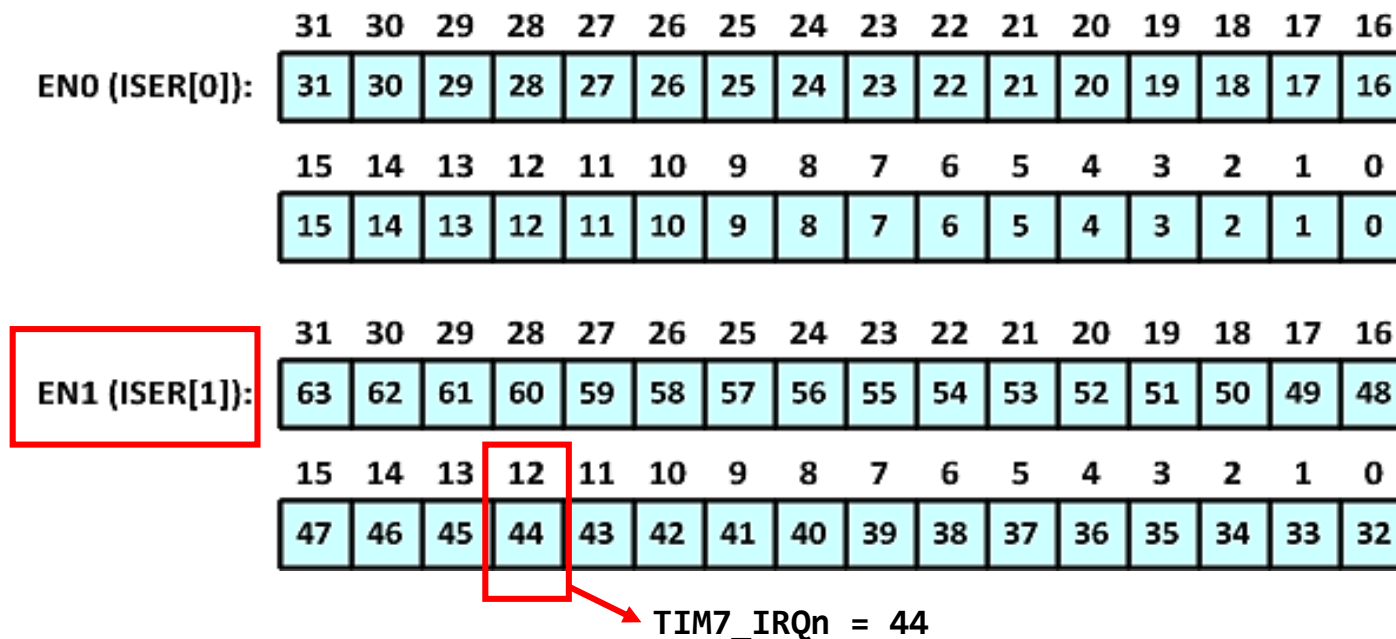 31 30 29 28 27 26 25 24 23 22 21 20 19 18 17 16
EN0 (ISER[0]): 31 30 29 28 27 26 25 24 23 22 21 20 19 18 17 16
15 14 13 12 11 10 9 8 7 6 5 4 3 2 1 0
15 14 13 12 11 10 9 8 7 6 5 4 3 2 1 0
31 30 29 28 27 26 25 24 23 22 21 20 19 18 17 16
EN1 (ISER[1]): 63 62 61 60 59 58 57 56 55 54 53 52 51 50 49 48
15 14 13 12 11 10 9 8 7 6 5 4 3 2 1 0
47 46 45 44 43 42 41 40 39 38 37 36 35 34 33 32
TIM7_IRQn = 44